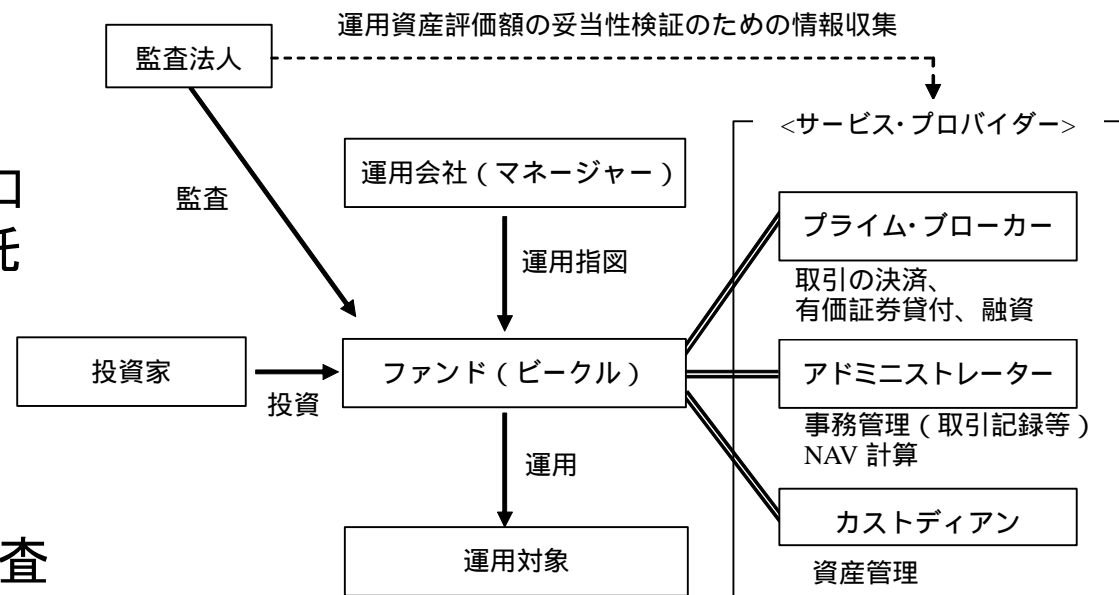 運用資産評価額の妥当性検証のための情報収集
監査法人
<サービス・プロバイダー>
運用会社（マネージャー）
監査
プライム・ブローカー
託
運用指図
取引の決済、
有価証券貸付、融資
投資家
ファンド（ビークル）
アドミニストレーター
投資
事務管理（取引記録等）
NAV 計算
運用
カストディアン
査
運用対象
資産管理